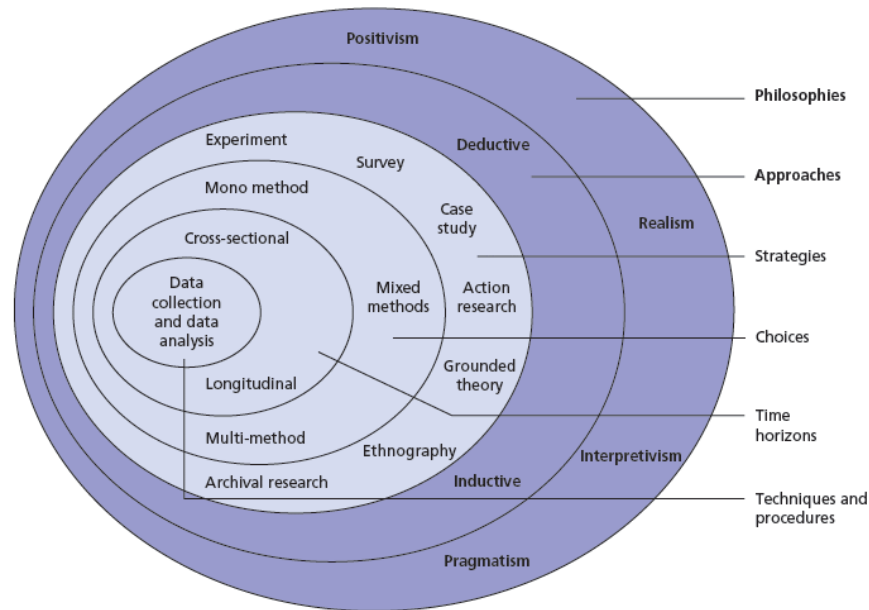 Positivism
Philosophies
Experiment
Deductive
Survey
Approaches
Mono method
Case
study
Realism
Cross-sectional
Strategies
Data
collection
and data
analysis
Mixed
methods
Action
research
Choices
Longitudinal
Grounded
theory
Time
horizons
Multi-method
Ethnography
Interpretivism
Archival research
Inductive
Techniques and
procedures
Pragmatism